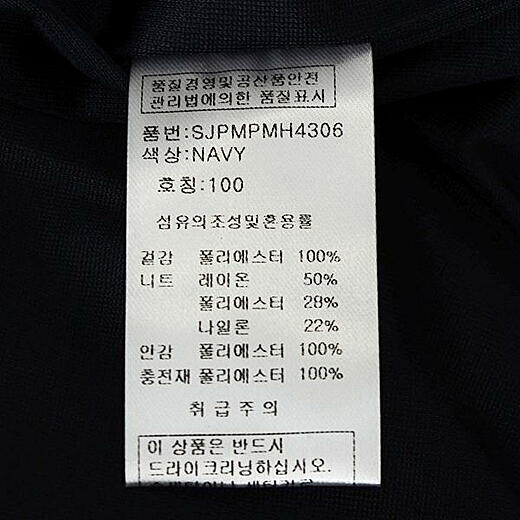 품질경영및공산품안전
관리법에의한 품질표시
품번:SJPMPMH4306
색상:NAVY
호칭:100
섬유의조성및혼용률
겉감 폴리에스터 100%
니트 레이온 50%
폴리에스터 28%
나일론 22%
안감 폴리에스터 100%
충전재 폴리에스터 100%
취급주의
이 상품은 반드시
드라이크리닝하십시오.